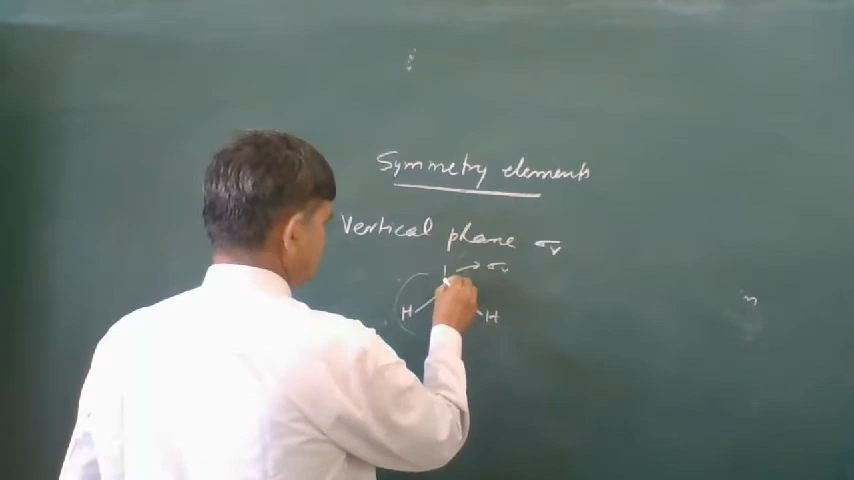 Symmetry elements
Vertical plane σv
→ σv
H H